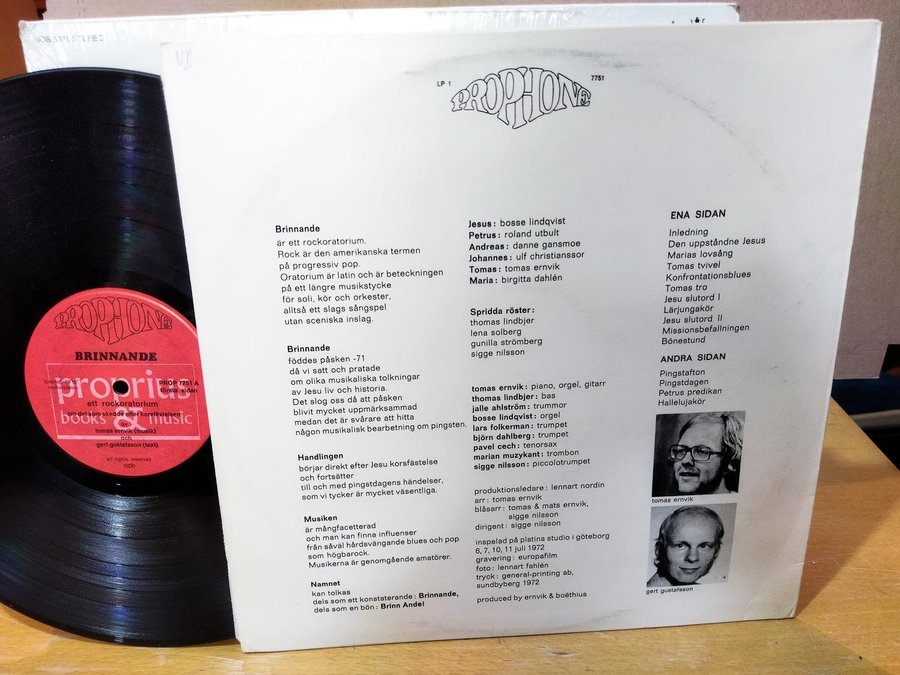 LP 1
PROPHONE
7751
Brinnande
är ett rockoratorium.
Rock är den amerikanska termen
på progressiv pop.
Oratorium är latin och är beteckningen
på ett längre musikstycke
för soli, kör och orkester,
alltså ett slags sångspel
utan sceniska inslag.
Brinnande
föddes påsken -71
då vi satt och pratade
om olika musikaliska tolkningar
av Jesu liv och historia.
Det slog oss då att påsken
blivit mycket uppmärksammad
medan det är svårare att hitta
någon musikalisk bearbetning om pingsten.
Handlingen
börjar direkt efter Jesu korsfästelse
och fortsätter
till och med pingstdagens händelser,
som vi tycker är mycket väsentliga.
Musiken
är mångfacetterad
och man kan finna influenser
från såväl hårdsvängande blues och pop
som högbarock.
Musikerna är genomgående amatörer.
Namnet
kan tolkas
dels som ett konstaterande : Brinnande,
dels som en bön : Brinn Ande!
Jesus : bosse lindqvist
Petrus : roland utbult
Andreas : danne gansmoe
Johannes : ulf christiansson
Tomas : tomas ernvik
Maria : birgitta dahlén
Spridda röster :
thomas lindbjer
lena solberg
gunilla strömberg
sigge nilsson
tomas ernvik : piano, orgel, gitarr
thomas lindbjer : bas
jalle ahlström : trummor
bosse lindqvist : orgel
lars folkerman : trumpet
björn dahlberg : trumpet
pavel cech : tenorsax
marian muzykant : trombon
sigge nilsson : piccolotrumpet
produktionsledare : lennart nordin
arr : tomas ernvik
blåsarr : tomas & mats ernvik,
sigge nilsson
dirigent : sigge nilsson
inspelad på platina studio i göteborg
6, 7, 10, 11 juli 1972
gravering : europafilm
foto : lennart fahlén
tryck : general-printing ab,
sundbyberg 1972
produced by ernvik & boëthius
ENA SIDAN
Inledning
Den uppståndne Jesus
Marias lovsång
Tomas tvivel
Konfrontationsblues
Tomas tro
Jesu slutord I
Lärjungakör
Jesu slutord II
Missionsbefallningen
Bönestund
ANDRA SIDAN
Pingstafton
Pingstdagen
Petrus predikan
Hallelujakör
tomas ernvik
gert gustafsson
PROPHONE
BRINNANDE
PROP 7751 A
första sidan
proprius
books & music
ett rockoratorium
om det som skedde efter korsfästelsen
tomas ernvik (musik)
och
gert gustafsson (text)
all rights reserved
ncb